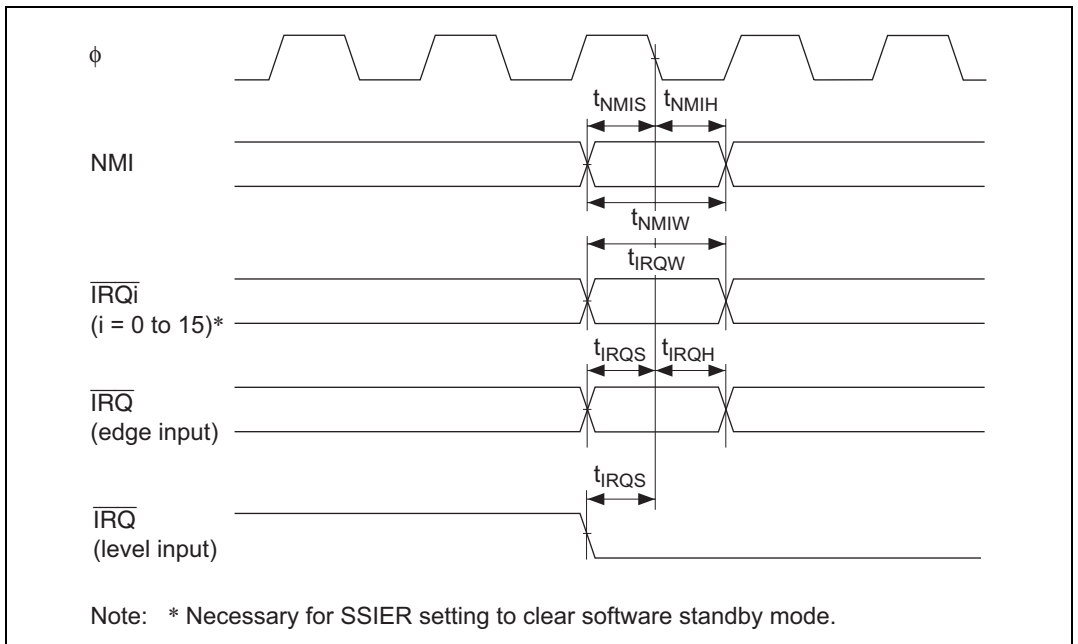 ϕ
tNMIS tNMIH
NMI
tNMIW
tIRQW
IRQi
(i = 0 to 15)*
tIRQS tIRQH
IRQ
(edge input)
tIRQS
IRQ
(level input)
Note: * Necessary for SSIER setting to clear software standby mode.